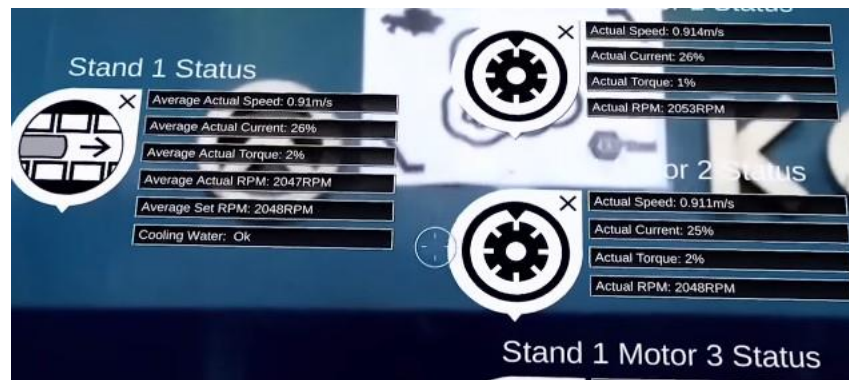 Stand 1 Status
Average Actual Speed: 0.91m/s
Average Actual Current: 26%
Average Actual Torque: 2%
Average Actual RPM: 2047RPM
Average Set RPM: 2048RPM
Cooling Water: Ok
Status
Actual Speed: 0.914m/s
Actual Current: 26%
Actual Torque: 1%
Actual RPM: 2053RPM
2 Status
Actual Speed: 0.911m/s
Actual Current: 25%
Actual Torque: 2%
Actual RPM: 2048RPM
Stand 1 Motor 3 Status